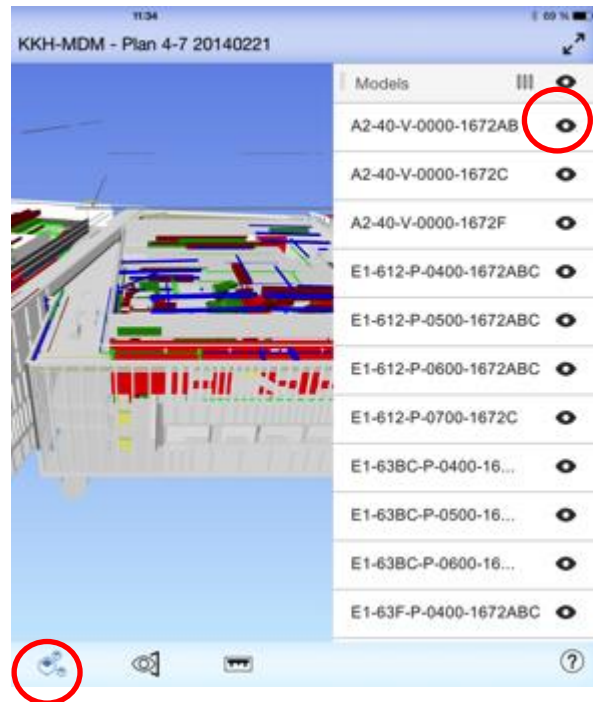 11:34
69 %
KKH-MDM - Plan 4-7 20140221
Models
A2-40-V-0000-1672AB
A2-40-V-0000-1672C
A2-40-V-0000-1672F
E1-612-P-0400-1672ABC
E1-612-P-0500-1672ABC
E1-612-P-0600-1672ABC
E1-612-P-0700-1672C
E1-63BC-P-0400-16...
E1-63BC-P-0500-16...
E1-63BC-P-0600-16...
E1-63F-P-0400-1672ABC
?